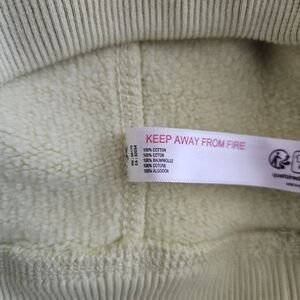 KEEP AWAY FROM FIRE
100% COTTON
100% COTON
100% BAUMWOLLE
100% COTONE
100% ALGODON